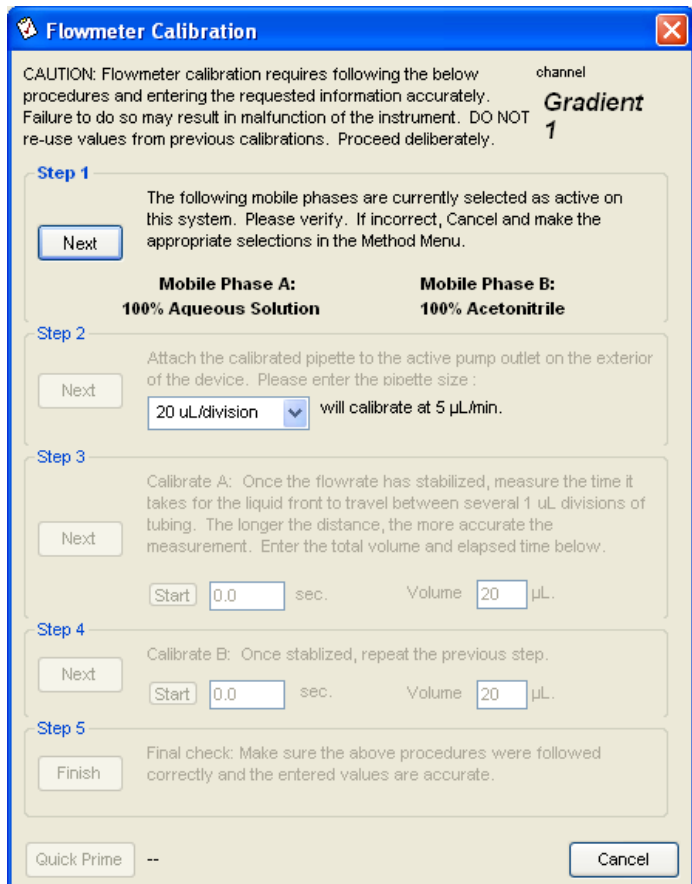 Flowmeter Calibration
CAUTION: Flowmeter calibration requires following the below
procedures and entering the requested information accurately.
Failure to do so may result in malfunction of the instrument. DO NOT
re-use values from previous calibrations. Proceed deliberately.
channel
Gradient
1
Step 1
The following mobile phases are currently selected as active on
this system. Please verify. If incorrect, Cancel and make the
appropriate selections in the Method Menu.
Next
Mobile Phase A: Mobile Phase B:
100% Aqueous Solution 100% Acetonitrile
Step 2
Attach the calibrated pipette to the active pump outlet on the exterior
of the device. Please enter the pipette size :
Next
20 uL/division will calibrate at 5 µL/min.
Step 3
Calibrate A: Once the flowrate has stabilized, measure the time it
takes for the liquid front to travel between several 1 uL divisions of
tubing. The longer the distance, the more accurate the
measurement. Enter the total volume and elapsed time below.
Next
Start 0.0 sec. Volume 20 µL.
Step 4
Calibrate B: Once stablized, repeat the previous step.
Next
Start 0.0 sec. Volume 20 µL.
Step 5
Final check: Make sure the above procedures were followed
correctly and the entered values are accurate.
Finish
Quick Prime -- Cancel